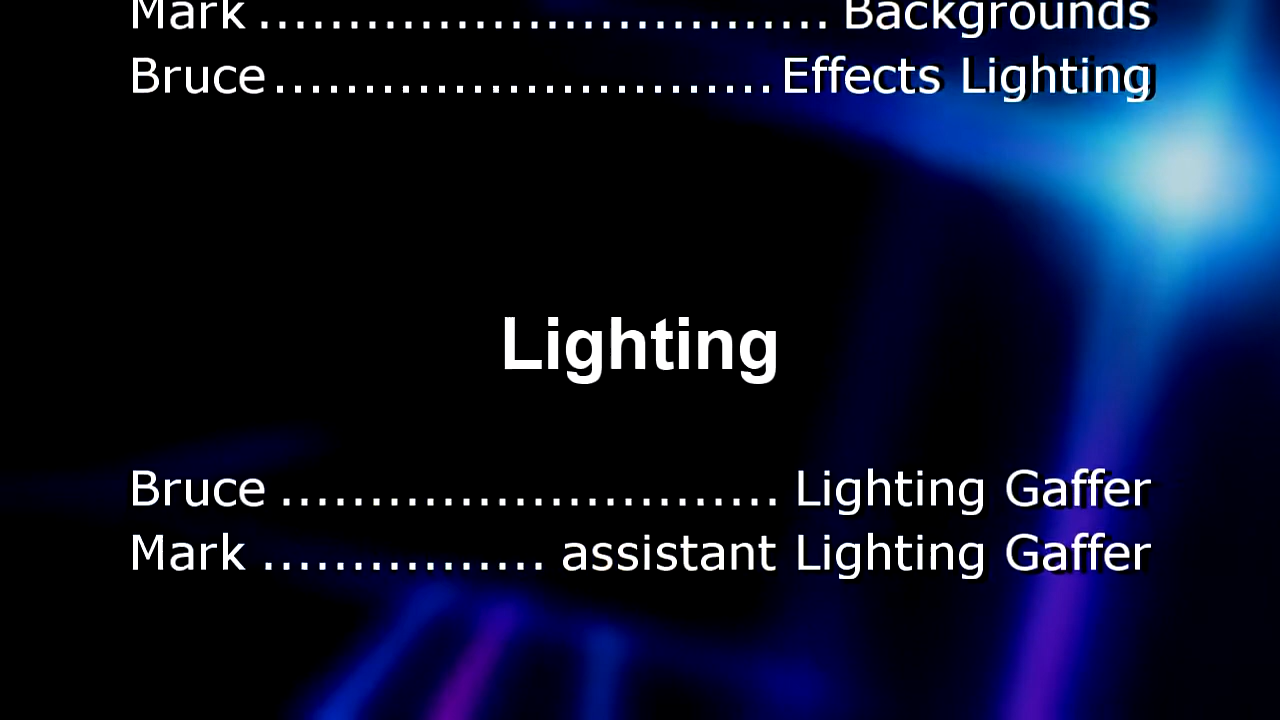 Mark ....................................... Backgrounds
Bruce .................................. Effects Lighting
Lighting
Bruce .................................. Lighting Gaffer
Mark ................... assistant Lighting Gaffer